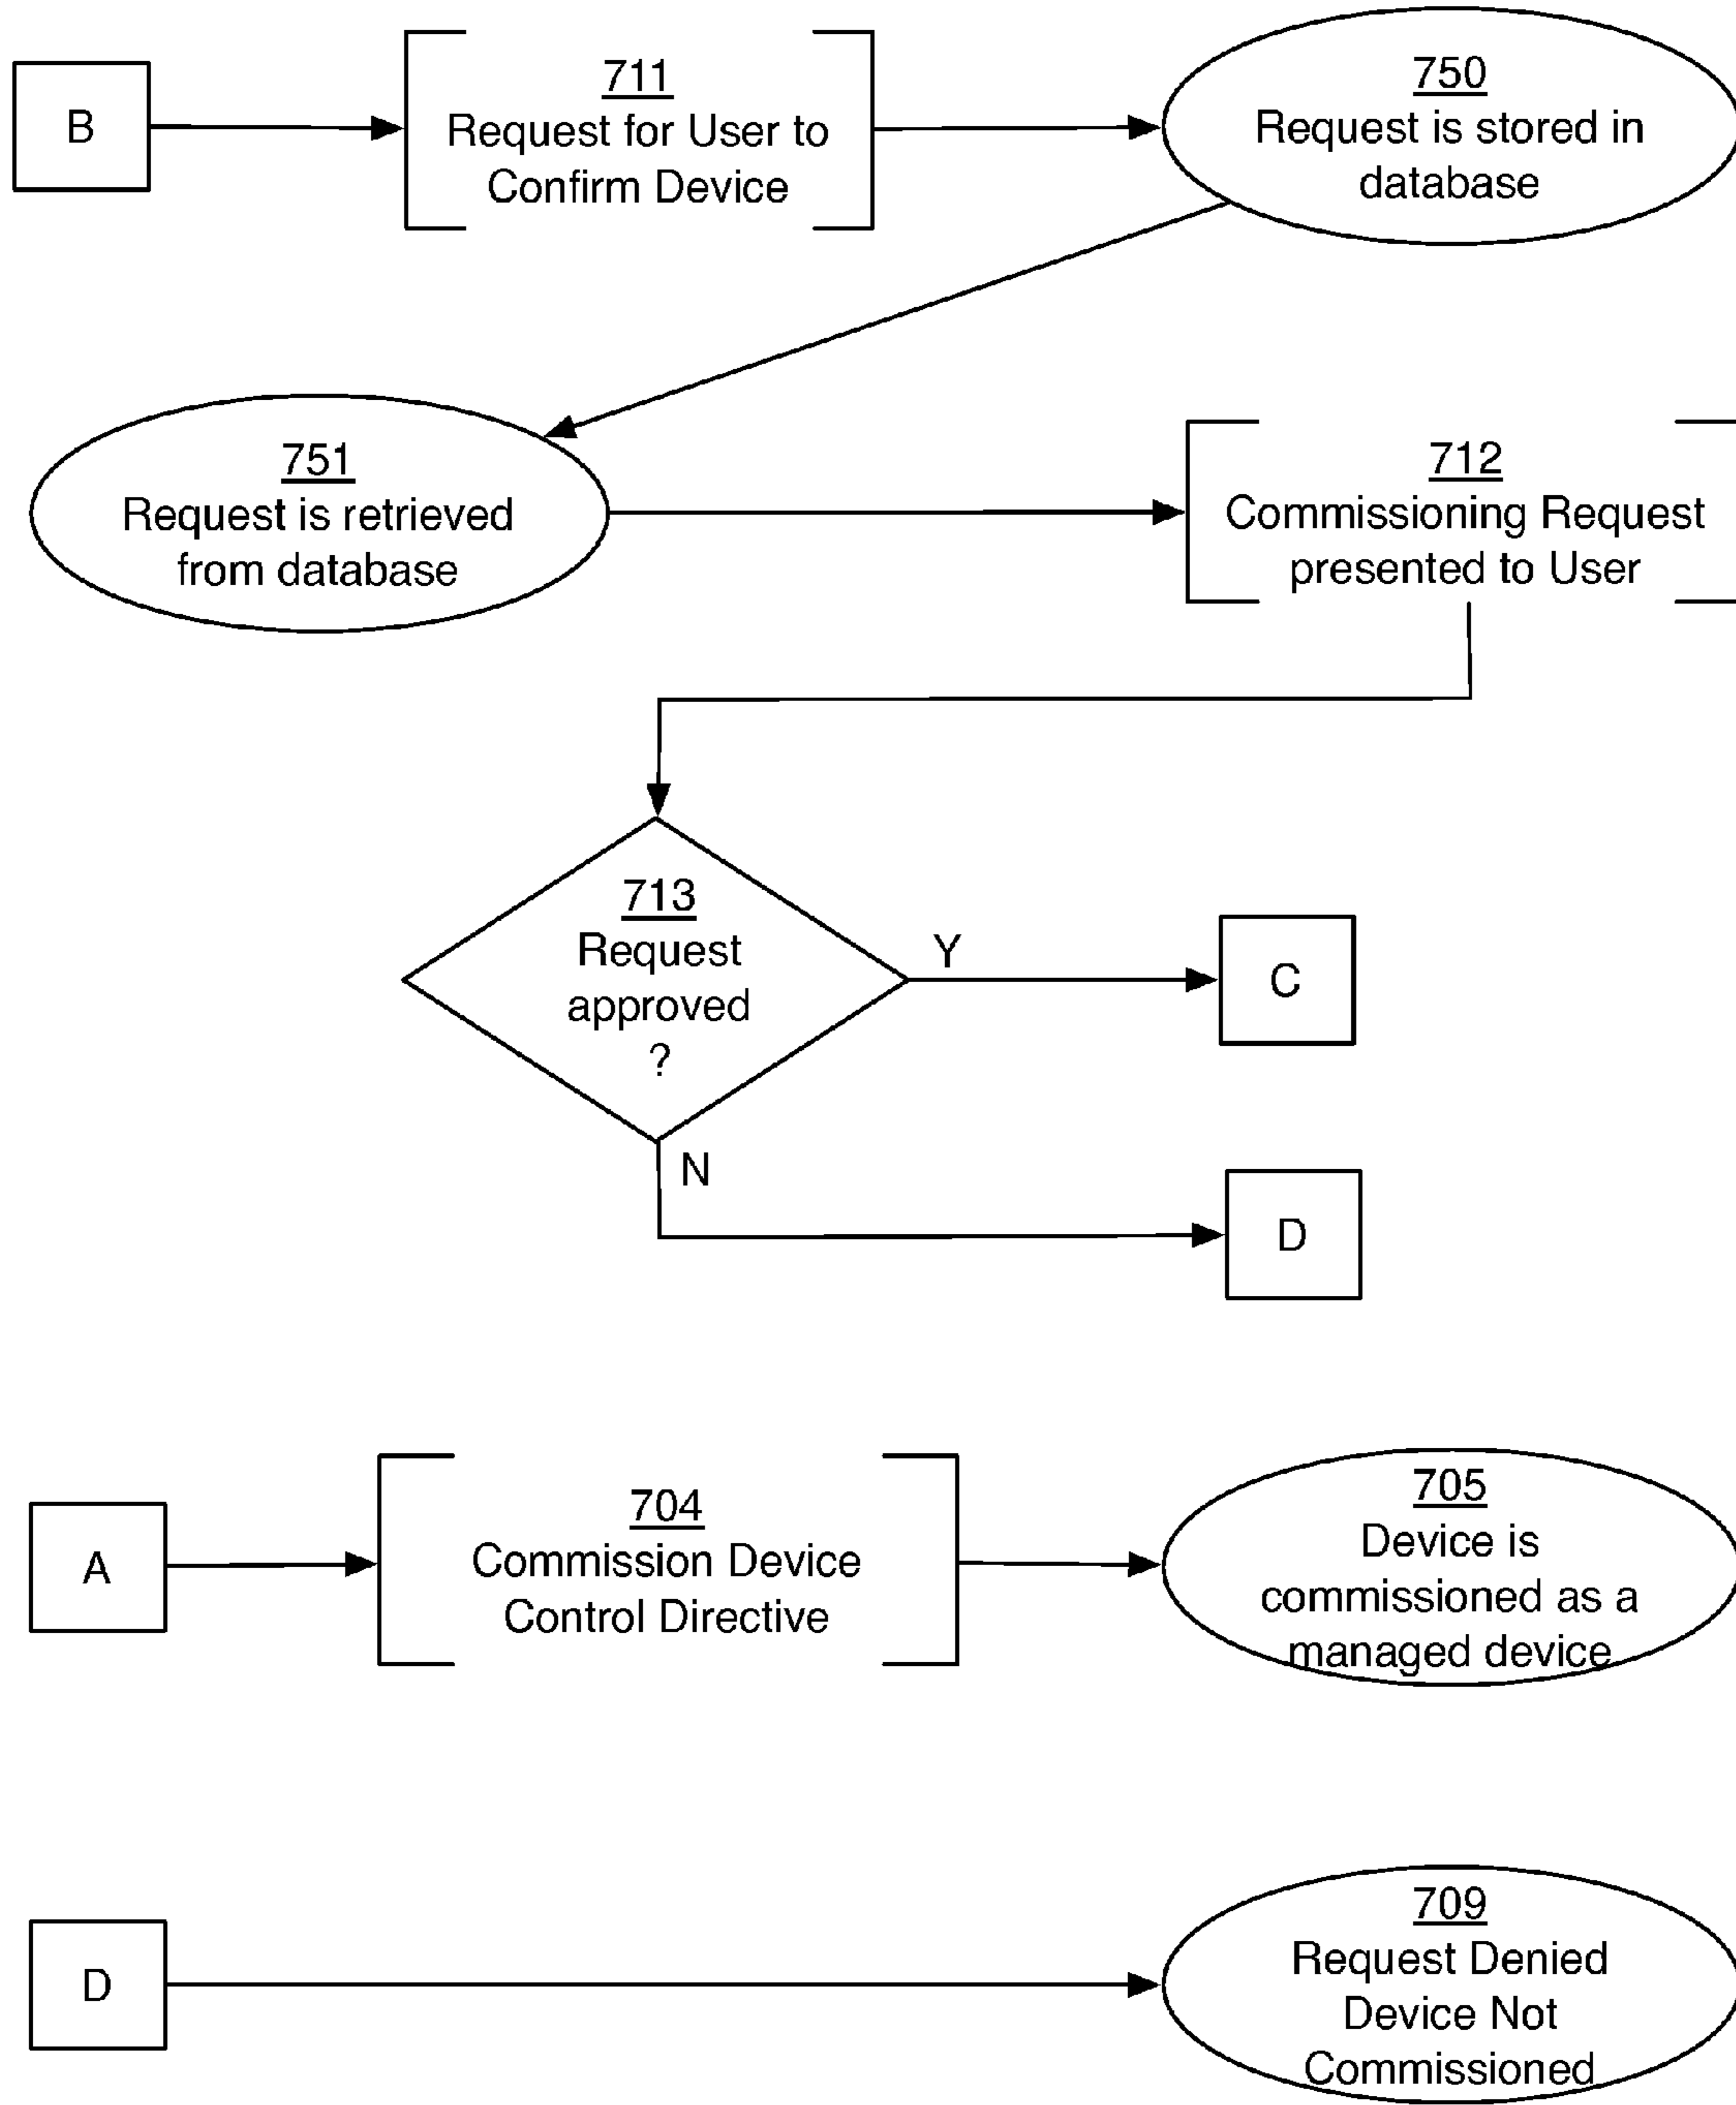 B
711
Request for User to
Confirm Device
750
Request is stored in
database
751
Request is retrieved
from database
712
Commissioning Request
presented to User
713
Request
approved
?
Y
C
N
D
A
704
Commission Device
Control Directive
705
Device is
commissioned as a
managed device
D
709
Request Denied
Device Not
Commissioned